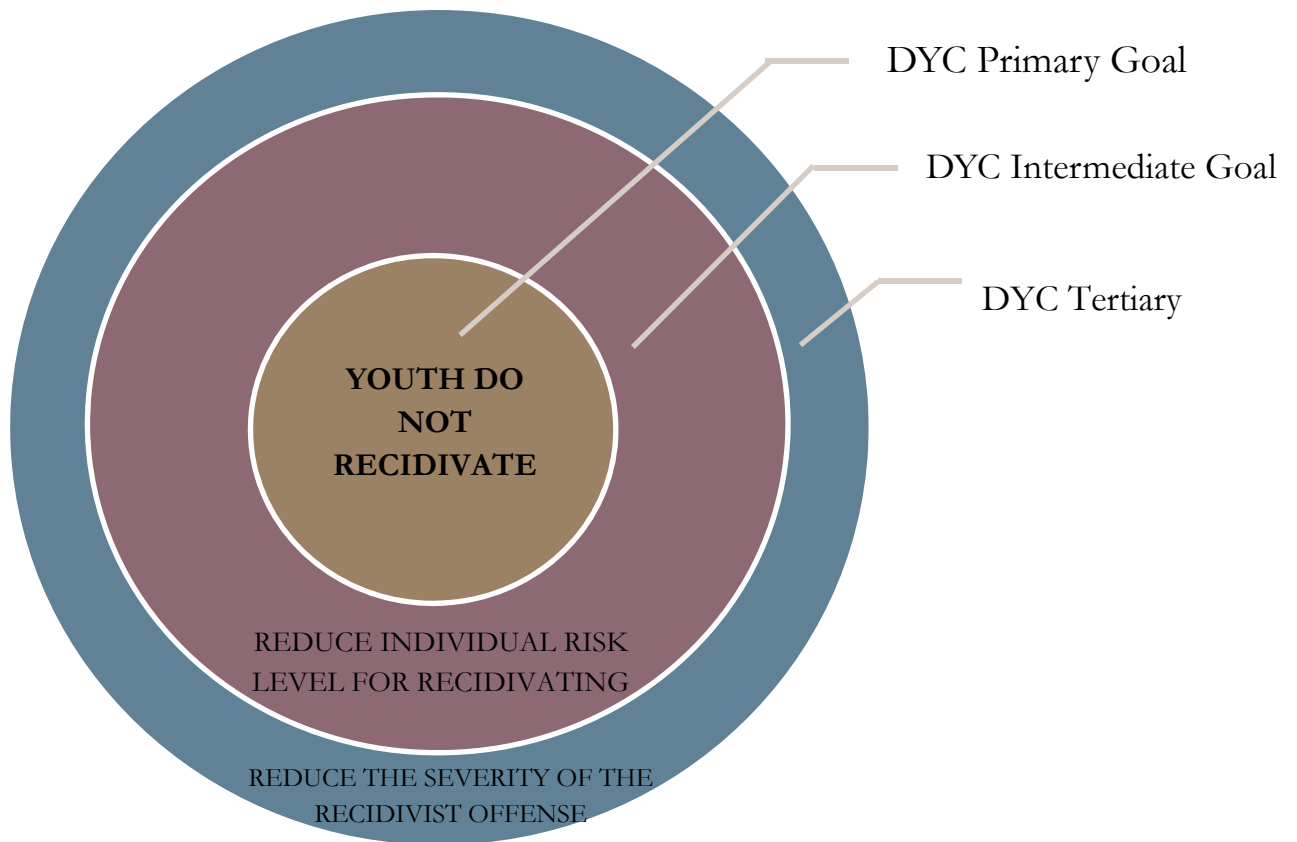 DYC Primary Goal
DYC Intermediate Goal
DYC Tertiary
YOUTH DO
NOT
RECIDIVATE
REDUCE INDIVIDUAL RISK
LEVEL FOR RECIDIVATING
REDUCE THE SEVERITY OF THE
RECIDIVIST OFFENSE